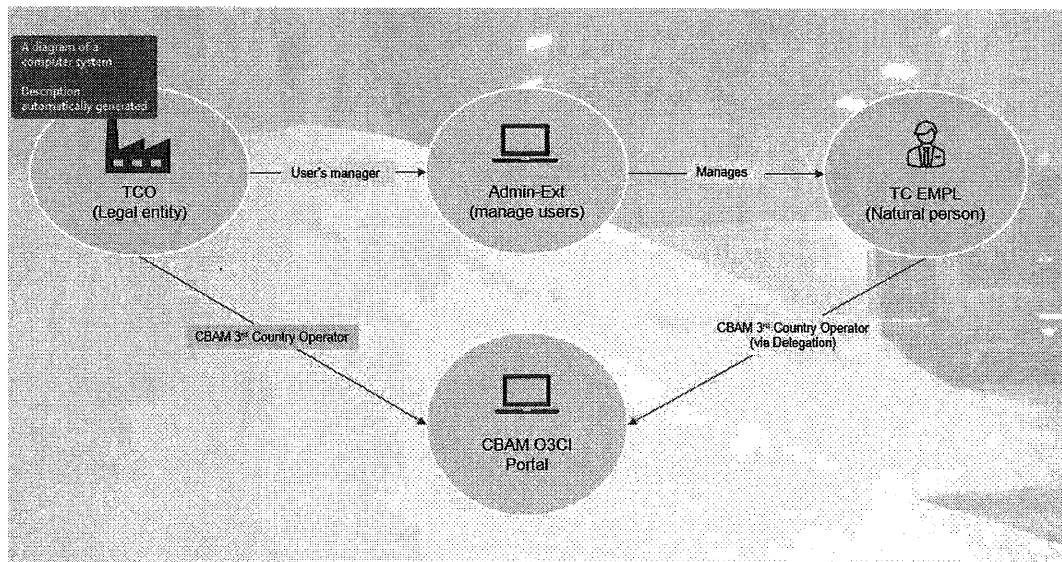 A diagram of a
computer system
Description
automatically generated
TCO
(Legal entity)
User's manager
Admin-Ext
(manage users)
Manages
TC EMPL
(Natural person)
CBAM 3rd Country Operator
CBAM 3rd Country Operator
(via Delegation)
CBAM O3CI
Portal